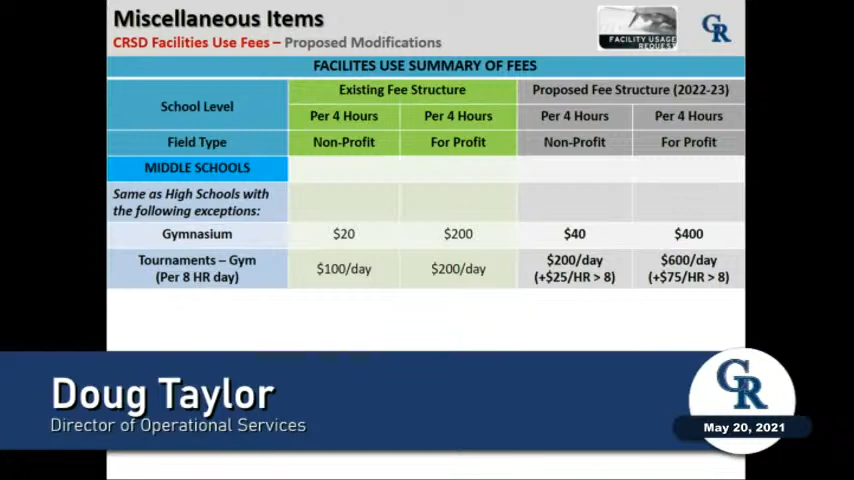 Miscellaneous Items
CRSD Facilities Use Fees – Proposed Modifications
FACILITY USAGE
REQUEST
GR
FACILITES USE SUMMARY OF FEES
School Level
Existing Fee Structure
Proposed Fee Structure (2022-23)
Per 4 Hours
Per 4 Hours
Per 4 Hours
Per 4 Hours
Field Type
Non-Profit
For Profit
Non-Profit
For Profit
MIDDLE SCHOOLS
Same as High Schools with
the following exceptions:
Gymnasium
$20
$200
$40
$400
Tournaments – Gym
(Per 8 HR day)
$100/day
$200/day
$200/day
(+$25/HR > 8)
$600/day
(+$75/HR > 8)
Doug Taylor
Director of Operational Services
GR
May 20, 2021